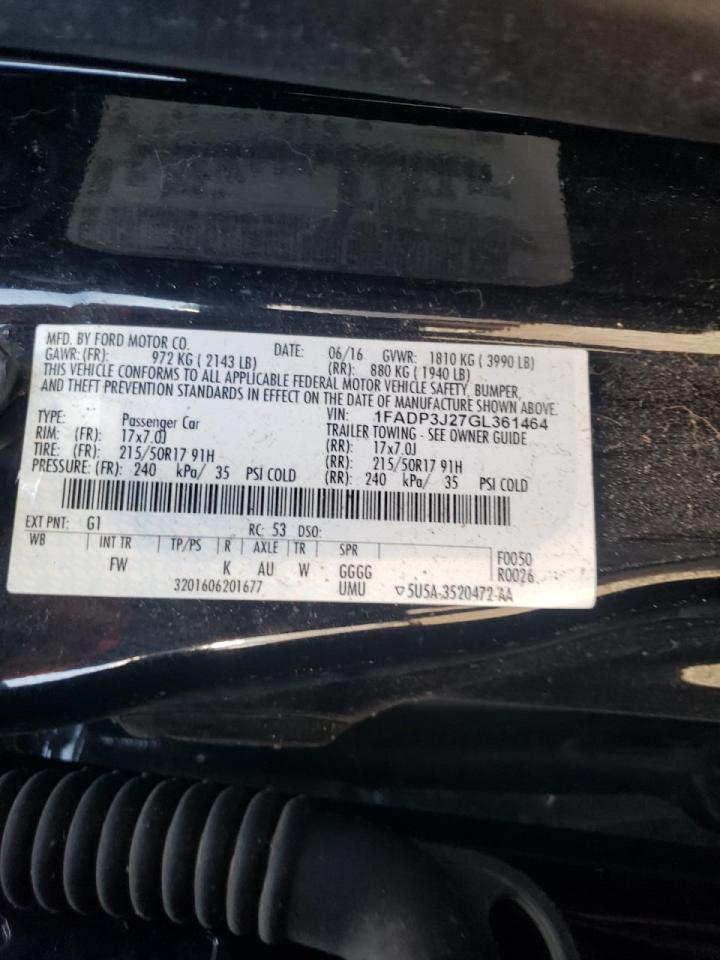 MFD. BY FORD MOTOR CO. DATE: 06/16 GVWR: 1810 KG ( 3990 LB)
GAWR: (FR): 972 KG ( 2143 LB) (RR): 880 KG ( 1940 LB)
THIS VEHICLE CONFORMS TO ALL APPLICABLE FEDERAL MOTOR VEHICLE SAFETY, BUMPER,
AND THEFT PREVENTION STANDARDS IN EFFECT ON THE DATE OF MANUFACTURE SHOWN ABOVE.
VIN: 1FADP3J27GL361464
TYPE: Passenger Car TRAILER TOWING - SEE OWNER GUIDE
RIM: (FR): 17x7.0J (RR): 17x7.0J
TIRE: (FR): 215/50R17 91H (RR): 215/50R17 91H
PRESSURE: (FR): 240 kPa/ 35 PSI COLD (RR): 240 kPa/ 35 PSI COLD
EXT PNT: G1 RC: 53 DSO:
WB INT TR TP/PS R AXLE TR SPR F0050
FW K AU W GGGG R0026
3201606201677 UMU ▽5U5A-3520472-AA